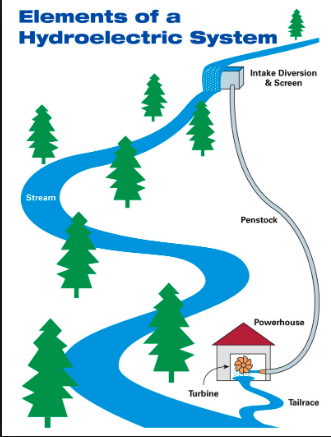 Elements of a
Hydroelectric System
Intake Diversion
& Screen
Stream
Penstock
Powerhouse
Turbine
Tailrace